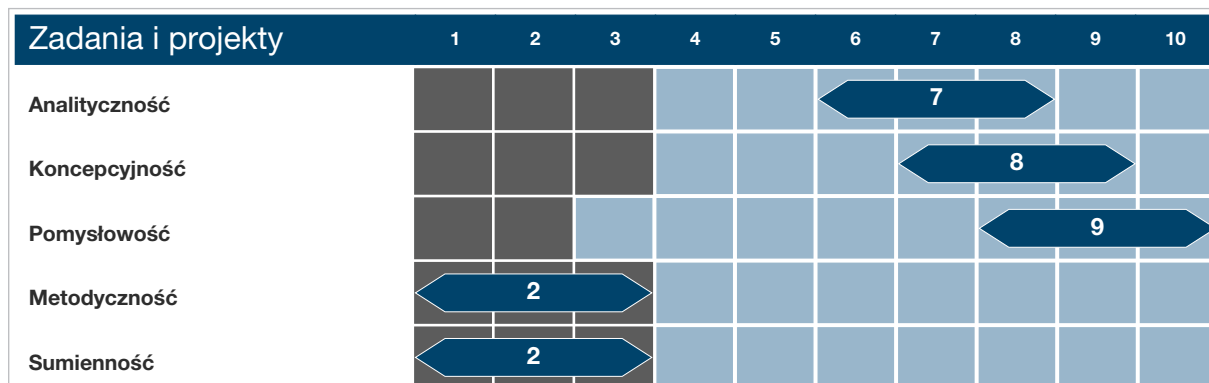 Zadania i projekty 1 2 3 4 5 6 7 8 9 10
Analityczność 7
Koncepcyjność 8
Pomysłowość 9
Metodyczność 2
Sumienność 2